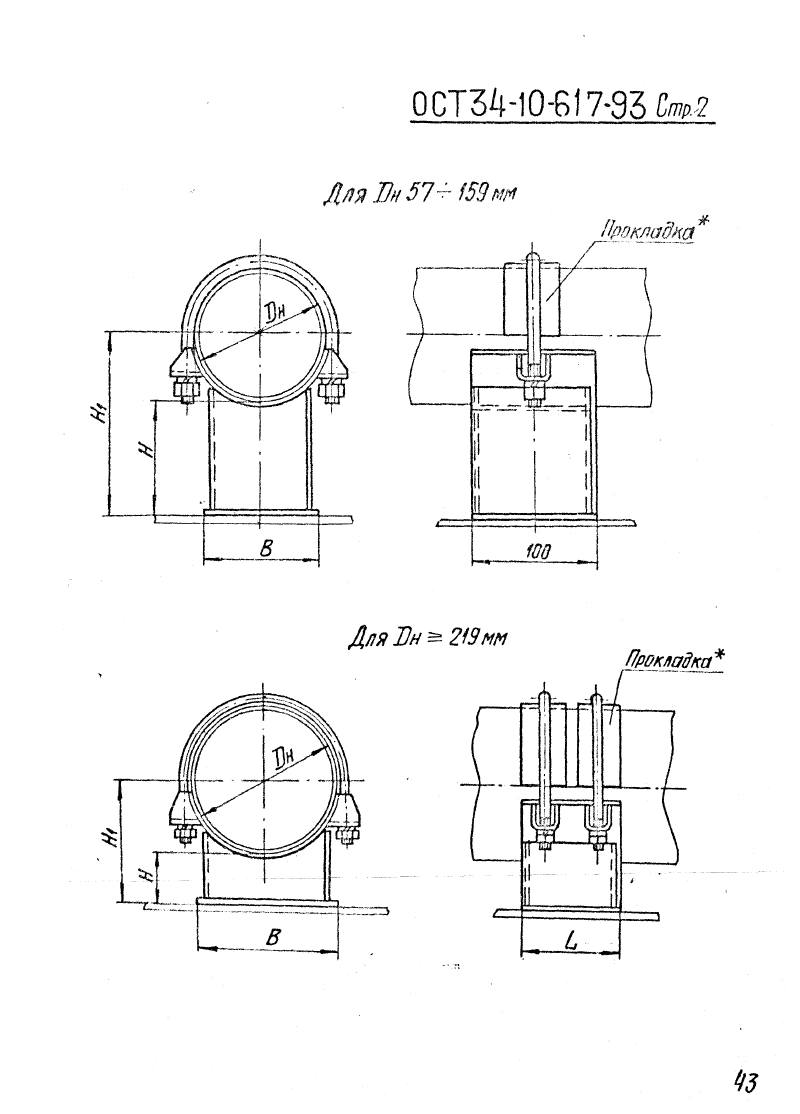 ОСТ34-10-617-93 Стр.2
Для Dн 57 ÷ 159 мм
Прокладка*
Dн
H1
H
B
100
Для Dн ≥ 219 мм
Прокладка*
Dн
H1
H
B
L
43